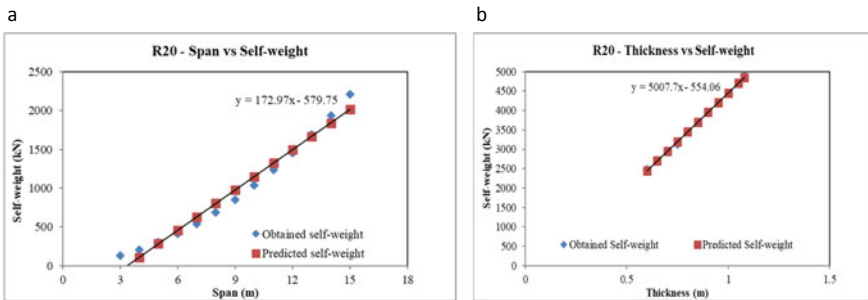 a
R20 - Span vs Self-weight
2500
2000
1500
1000
500
0
0
3
6
9
12
15
18
y = 172.97x - 579.75
Self-weight (kN)
Span (m)
Obtained self-weight
Predicted self-weight
b
R20 - Thickness vs Self-weight
5000
4500
4000
3500
3000
2500
2000
1500
1000
500
0
0
0.5
1
1.5
y = 5007.7x - 554.06
Self-weight (kN)
Thickness (m)
Obtained Self-weight
Predicted Self-weight